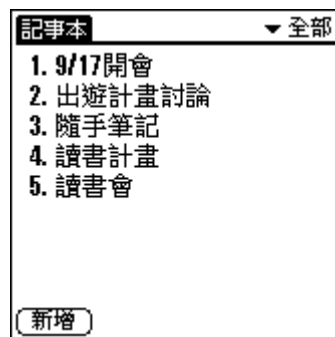 記事本 ▼ 全部
1. 9/17開會
2. 出遊計畫討論
3. 隨手筆記
4. 讀書計畫
5. 讀書會
新增